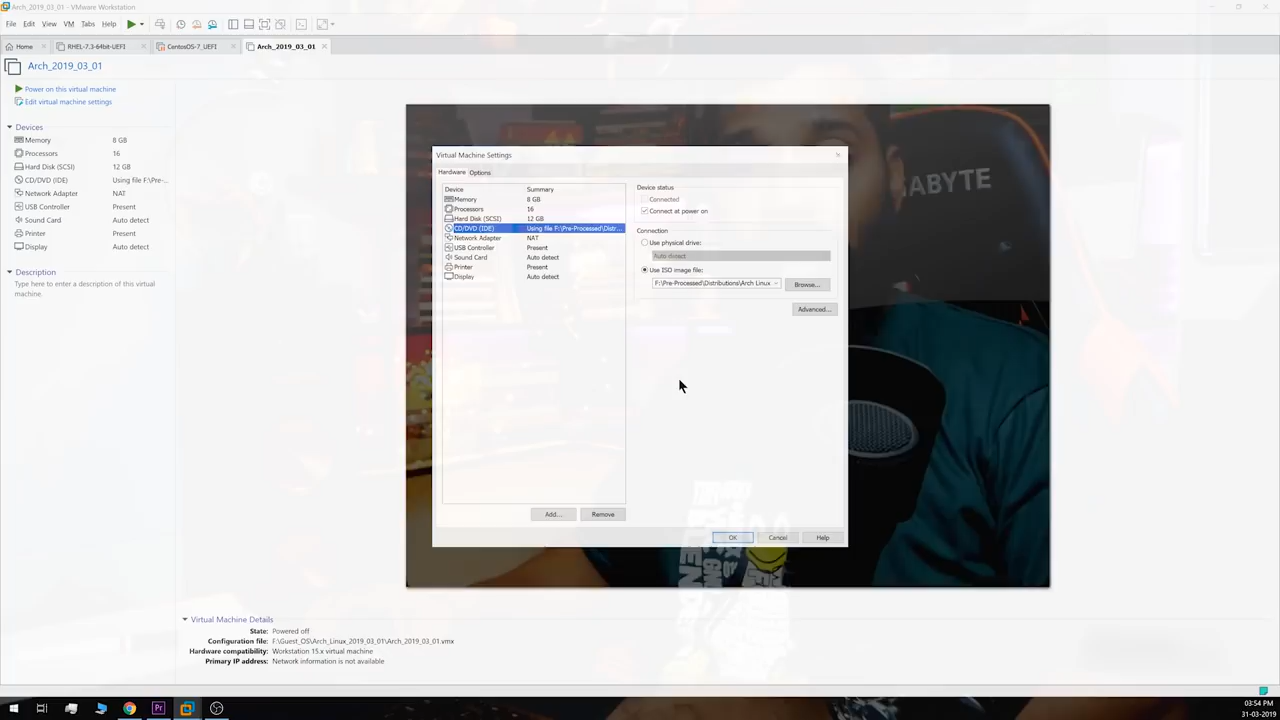 Arch_2019_03_01 - VMware Workstation
File Edit View VM Tabs Help
Home RHEL-7.3-64bit-UEFI CentOS-7_UEFI Arch_2019_03_01
Arch_2019_03_01
Power on this virtual machine
Edit virtual machine settings
Devices
Memory 8 GB
Processors 16
Hard Disk (SCSI) 12 GB
CD/DVD (IDE) Using file F:\Pre-...
Network Adapter NAT
USB Controller Present
Sound Card Auto detect
Printer Present
Display Auto detect
Description
Type here to enter a description of this virtual
machine.
Virtual Machine Settings
Hardware Options
Device Summary
Memory 8 GB
Processors 16
Hard Disk (SCSI) 12 GB
CD/DVD (IDE) Using file F:\Pre-Processed\Distr...
Network Adapter NAT
USB Controller Present
Sound Card Auto detect
Printer Present
Display Auto detect
Add... Remove
Device status
Connected
Connect at power on
Connection
Use physical drive:
Auto detect
Use ISO image file:
F:\Pre-Processed\Distributions\Arch Linux
Browse...
Advanced...
OK Cancel Help
GABYTE
Virtual Machine Details
State: Powered off
Configuration file: F:\Guest_OS\Arch_Linux_2019_03_01\Arch_2019_03_01.vmx
Hardware compatibility: Workstation 15.x virtual machine
Primary IP address: Network information is not available
Pr
03:54 PM
31-03-2019